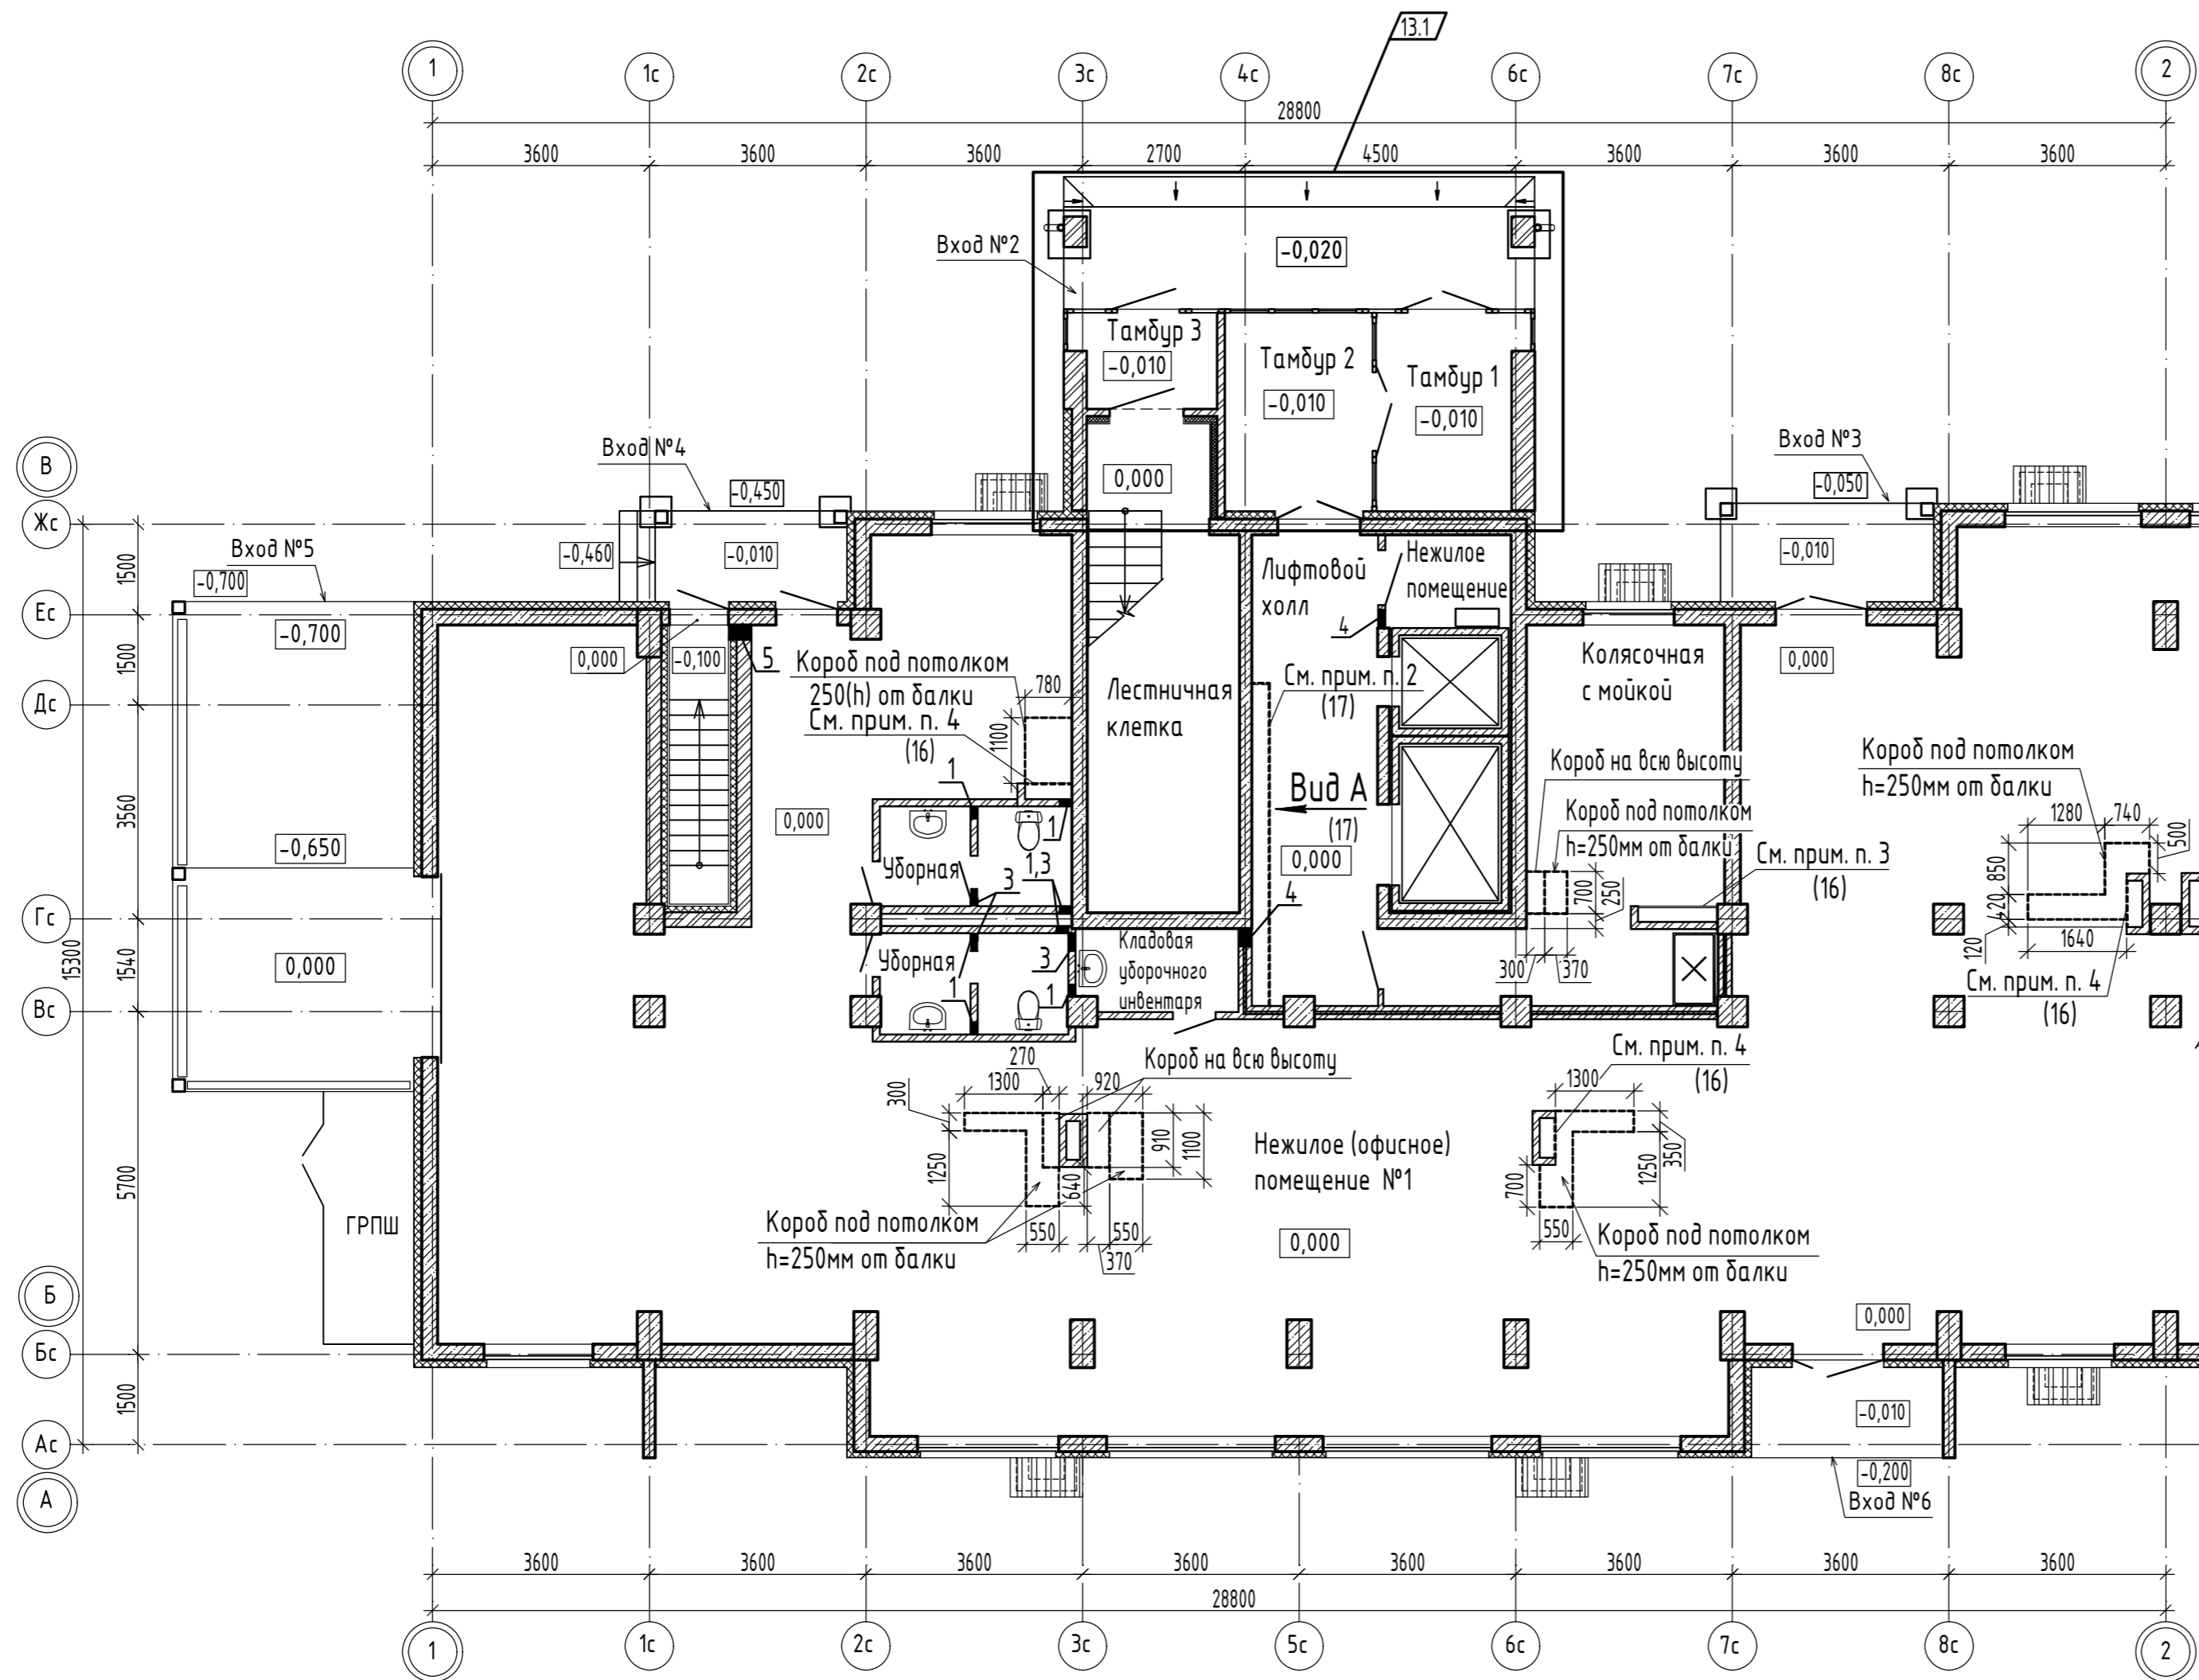 13.1
1
1с
2с
3с
4с
6с
7с
8с
2
28800
3600
3600
3600
2700
4500
3600
3600
3600
Вход №2
-0,020
Тамбур 3
-0,010
Тамбур 2
-0,010
Тамбур 1
-0,010
Вход №4
-0,450
0,000
Вход №3
-0,050
В
Жс
Вход №5
-0,700
-0,460
-0,010
-0,010
Лифтовой
холл
Нежилое
помещение
4
1500
Ес
-0,700
0,000
-0,100
5
Короб под потолком
250(h) от балки
См. прим. п. 4
(16)
780
1100
Колясочная
с мойкой
0,000
1500
Дс
Лестничная
клетка
См. прим. п. 2
(17)
Вид А
(17)
0,000
Короб на всю высоту
Короб под потолком
h=250мм от балки
700
250
300
370
См. прим. п. 3
(16)
Короб под потолком
h=250мм от балки
1280
740
500
850
420
120
1640
См. прим. п. 4
(16)
3560
-0,650
0,000
1
1
Уборная
3
1,3
4
Гс
15300
1540
0,000
Уборная
3
1
1
Кладовая
уборочного
инвентаря
Вс
270
1300
920
300
1250
640
910
1100
550
550
370
Короб на всю высоту
Короб под потолком
h=250мм от балки
См. прим. п. 4
(16)
1300
350
1250
700
550
Короб под потолком
h=250мм от балки
Нежилое (офисное)
помещение №1
0,000
5700
ГРПШ
Б
Бс
0,000
1500
-0,010
Ас
А
-0,200
Вход №6
3600
3600
3600
3600
3600
3600
3600
3600
28800
1
1с
2с
3с
5с
6с
7с
8с
2